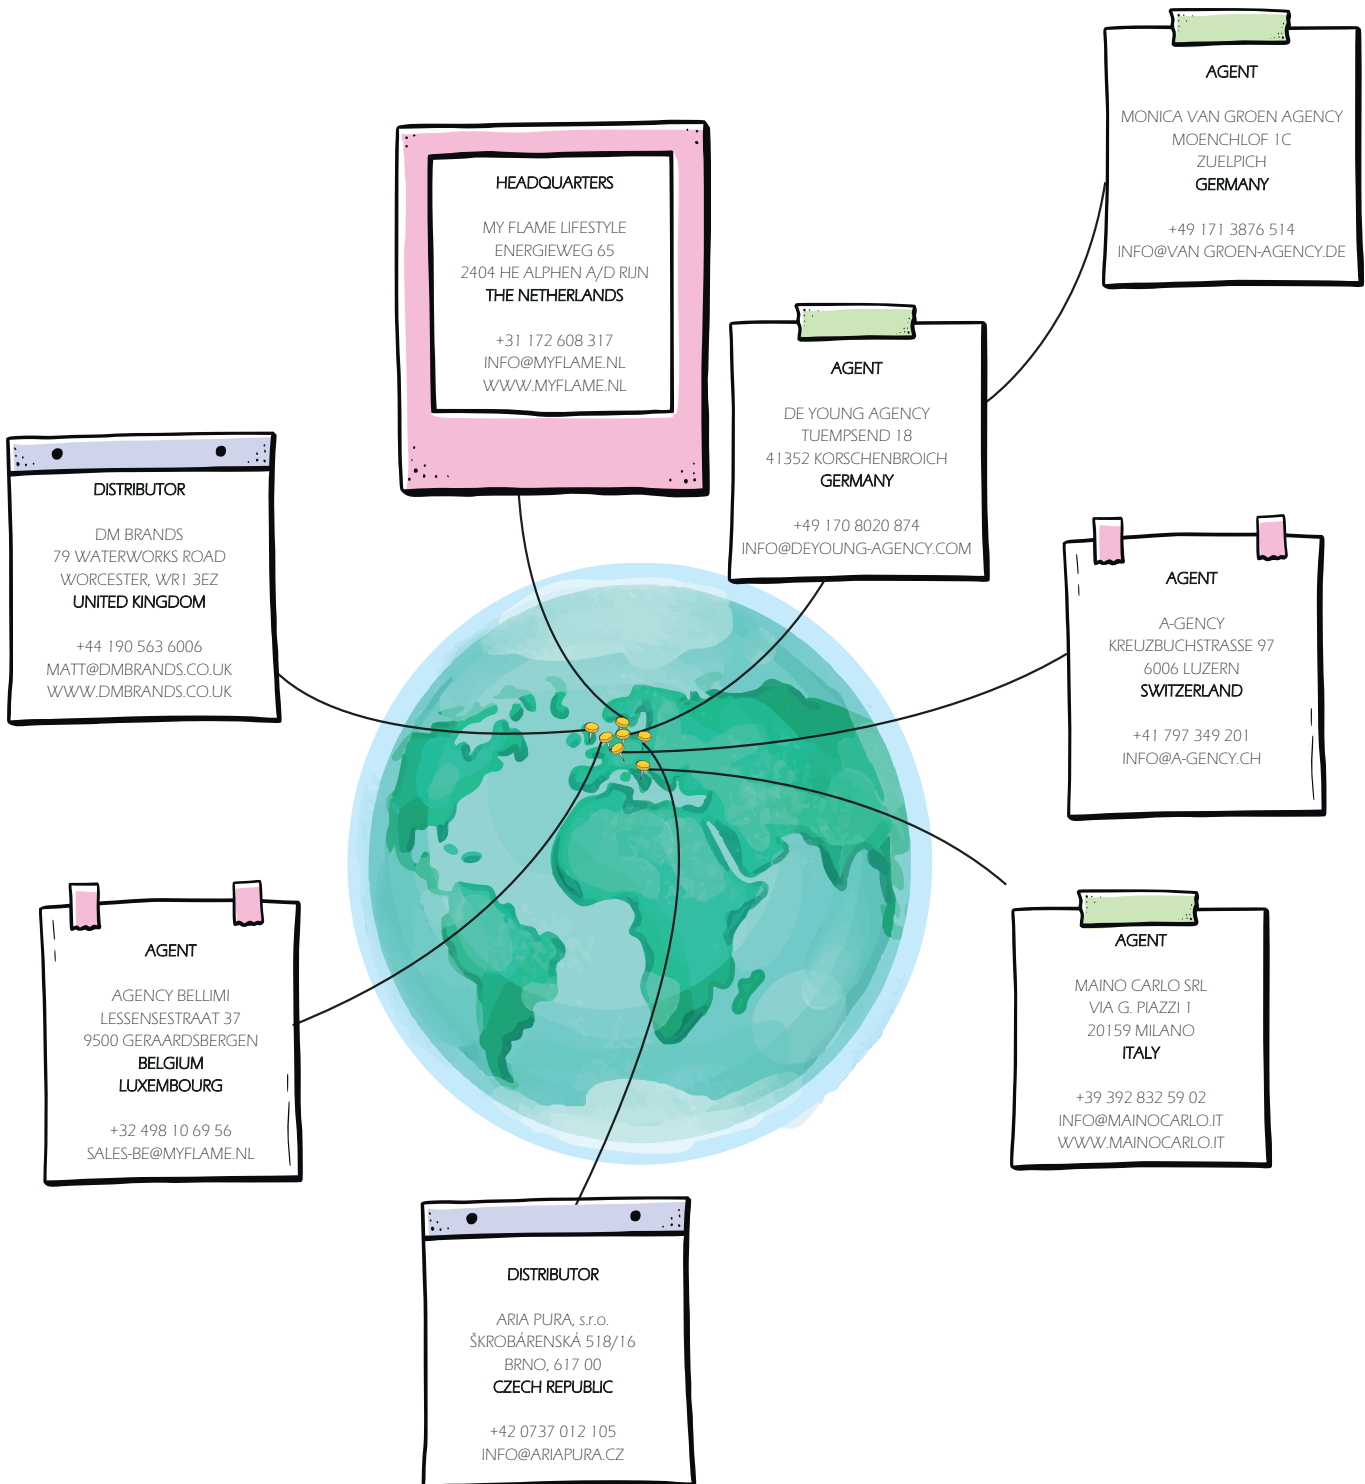 AGENT
MONICA VAN GROEN AGENCY
MOENCHLOF 1C
ZUELPICH
GERMANY
+49 171 3876 514
INFO@VAN GROEN-AGENCY.DE
HEADQUARTERS
MY FLAME LIFESTYLE
ENERGIEWEG 65
2404 HE ALPHEN A/D RIJN
THE NETHERLANDS
+31 172 608 317
INFO@MYFLAME.NL
WWW.MYFLAME.NL
AGENT
DE YOUNG AGENCY
TUEMPSEND 18
41352 KORSCHENBROICH
GERMANY
+49 170 8020 874
INFO@DEYOUNG-AGENCY.COM
DISTRIBUTOR
DM BRANDS
79 WATERWORKS ROAD
WORCESTER, WR1 3EZ
UNITED KINGDOM
+44 190 563 6006
MATT@DMBRANDS.CO.UK
WWW.DMBRANDS.CO.UK
AGENT
A-GENCY
KREUZBUCHSTRASSE 97
6006 LUZERN
SWITZERLAND
+41 797 349 201
INFO@A-GENCY.CH
AGENT
AGENCY BELLIMI
LESSENSESTRAAT 37
9500 GERAARDSBERGEN
BELGIUM
LUXEMBOURG
+32 498 10 69 56
SALES-BE@MYFLAME.NL
AGENT
MAINO CARLO SRL
VIA G. PIAZZI 1
20159 MILANO
ITALY
+39 392 832 59 02
INFO@MAINOCARLO.IT
WWW.MAINOCARLO.IT
DISTRIBUTOR
ARIA PURA, s.r.o.
ŠKROBÁRENSKÁ 518/16
BRNO, 617 00
CZECH REPUBLIC
+42 0737 012 105
INFO@ARIAPURA.CZ